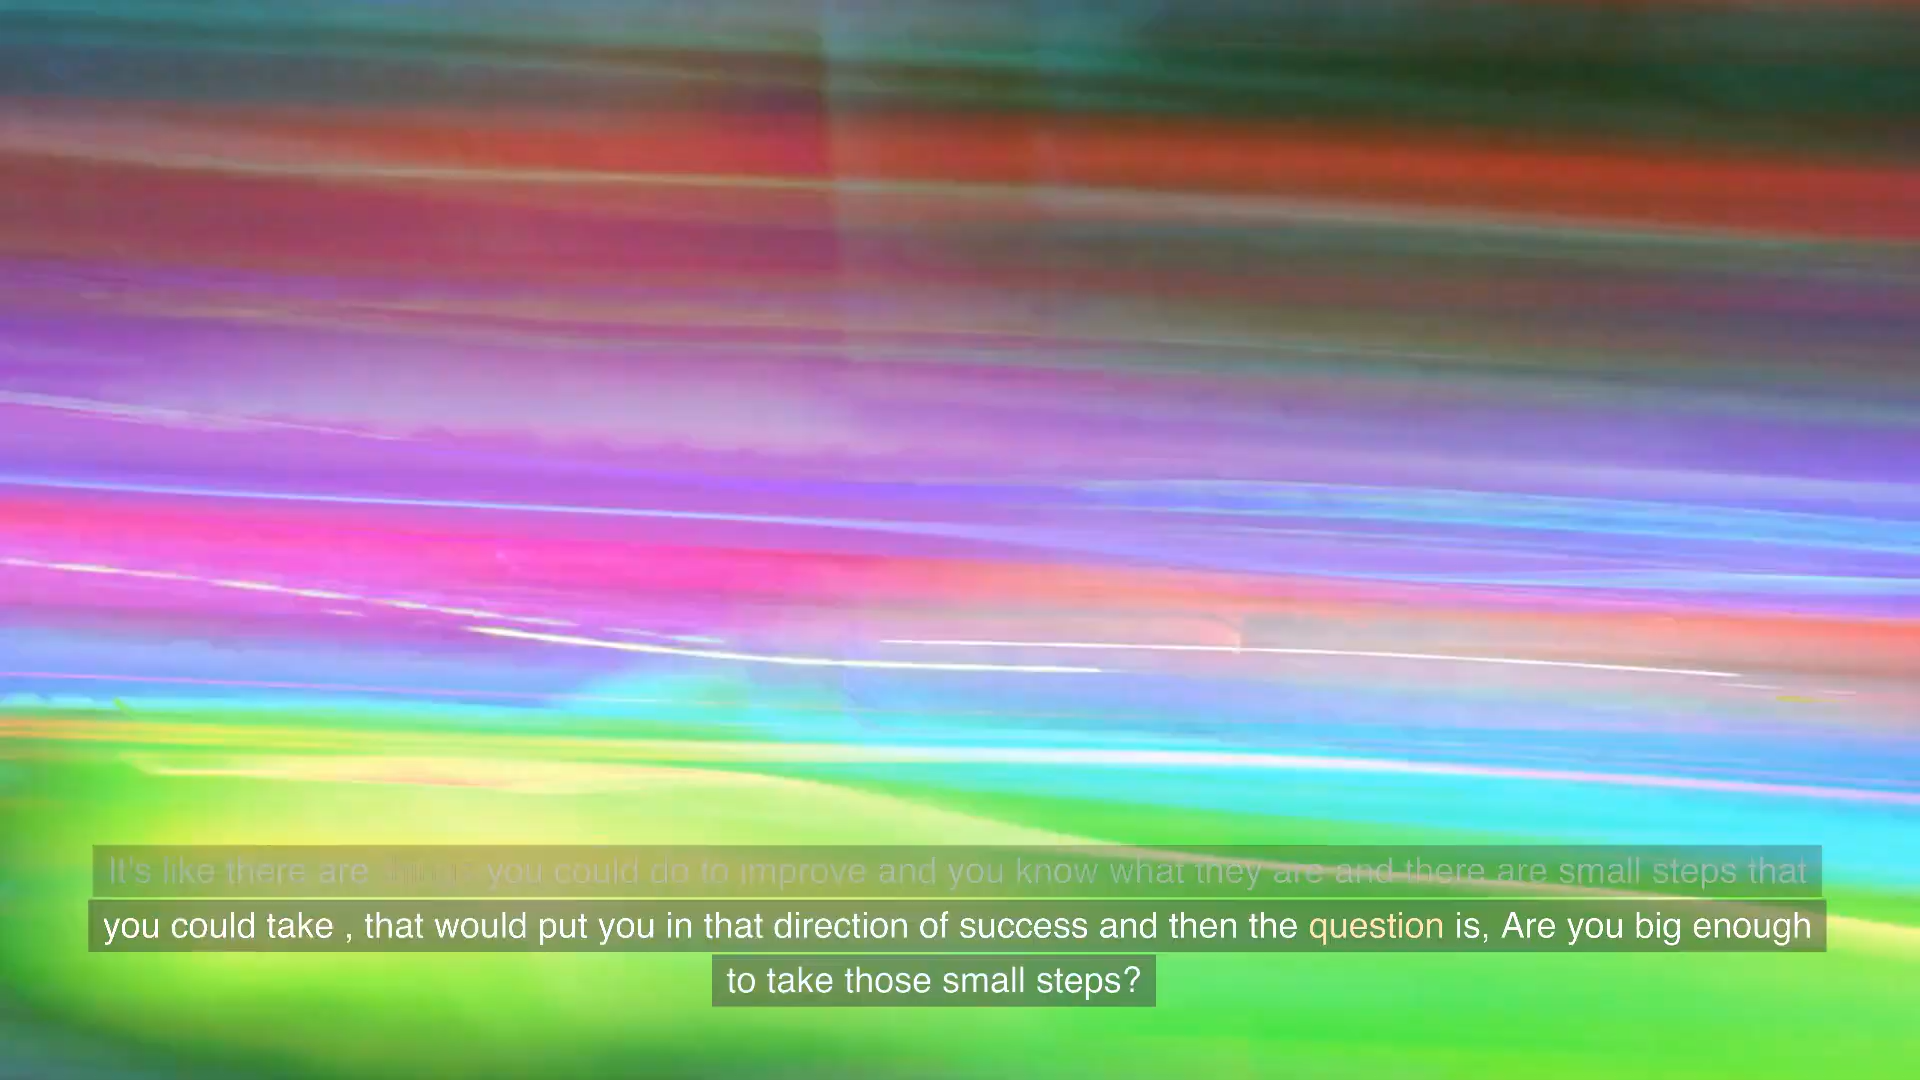 It's like there are things you could do to improve and you know what they are and there are small steps that
you could take , that would put you in that direction of success and then the question is, Are you big enough
to take those small steps?